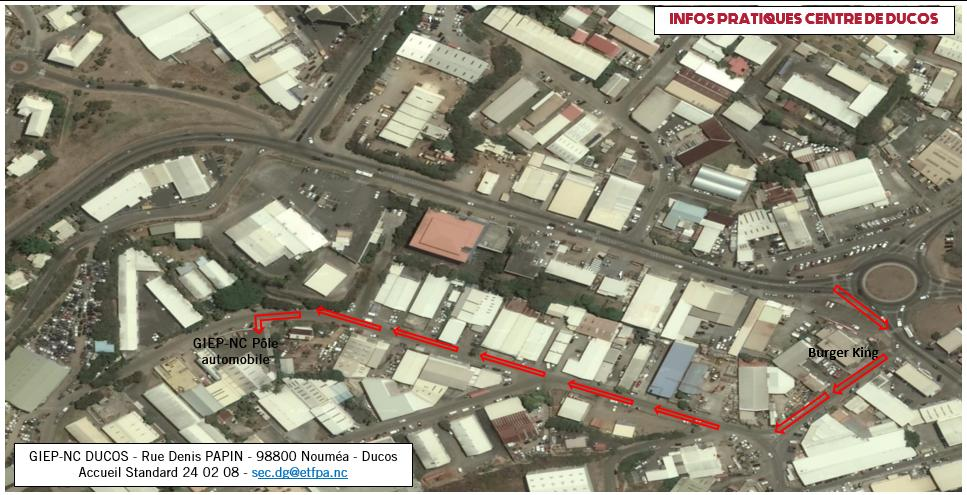 INFOS PRATIQUES CENTRE DE DUCOS
GIEP-NC Pôle
automobile
Burger King
GIEP-NC DUCOS - Rue Denis PAPIN - 98800 Nouméa - Ducos
Accueil Standard 24 02 08 - sec.dg@etfpa.nc